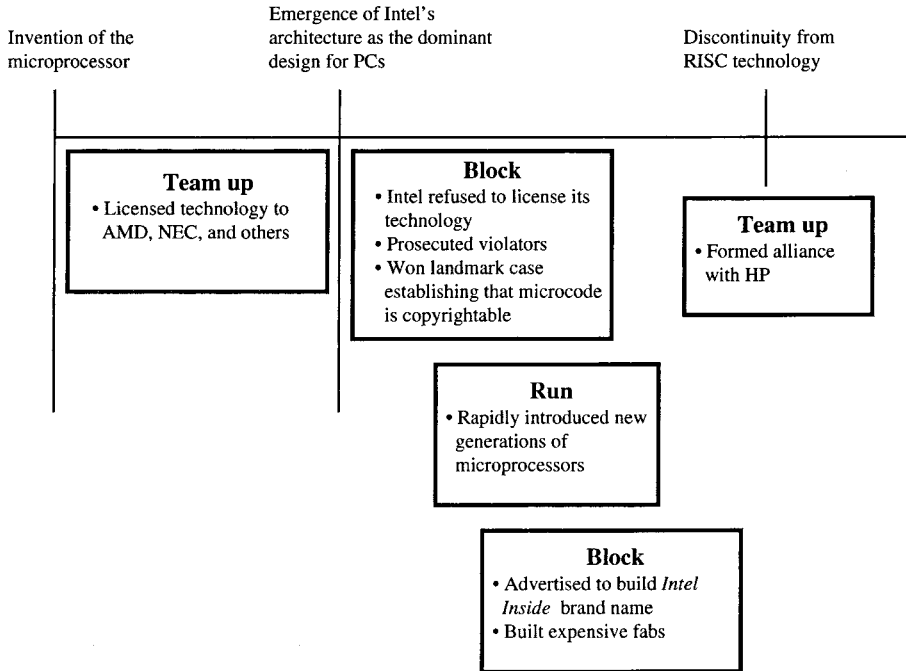 Invention of the
microprocessor
Emergence of Intel's
architecture as the dominant
design for PCs
Discontinuity from
RISC technology
Team up
• Licensed technology to
AMD, NEC, and others
Block
• Intel refused to license its
technology
• Prosecuted violators
• Won landmark case
establishing that microcode
is copyrightable
Team up
• Formed alliance
with HP
Run
• Rapidly introduced new
generations of
microprocessors
Block
• Advertised to build Intel
Inside brand name
• Built expensive fabs